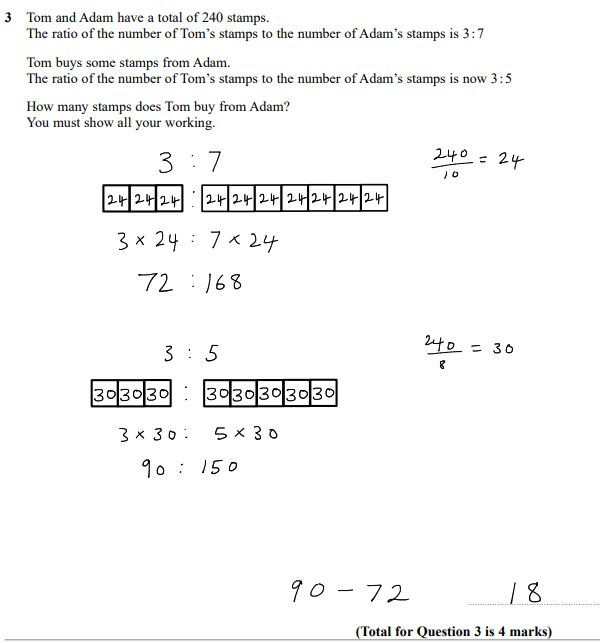 3 Tom and Adam have a total of 240 stamps.
The ratio of the number of Tom's stamps to the number of Adam's stamps is 3:7
Tom buys some stamps from Adam.
The ratio of the number of Tom's stamps to the number of Adam's stamps is now 3:5
How many stamps does Tom buy from Adam?
You must show all your working.
3 : 7
240/10 = 24
24 24 24 : 24 24 24 24 24 24 24
3 × 24 : 7 × 24
72 : 168
3 : 5
240/8 = 30
30 30 30 : 30 30 30 30 30
3 × 30 : 5 × 30
90 : 150
90 - 72 18
(Total for Question 3 is 4 marks)